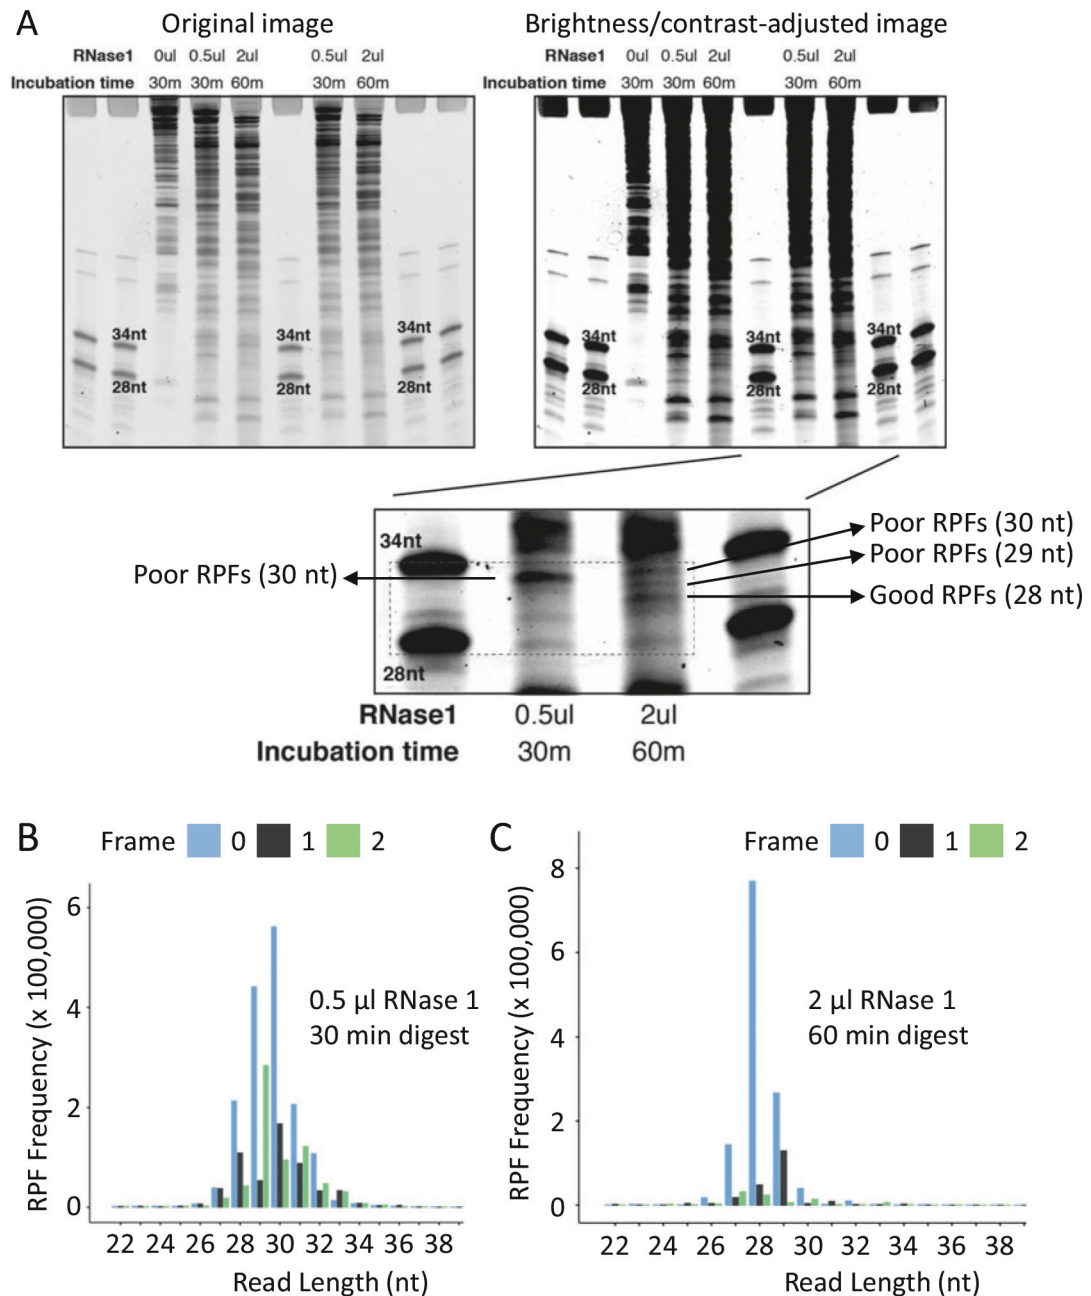 A
Original image
Brightness/contrast-adjusted image
RNase1 0ul 0.5ul 2ul 0.5ul 2ul
Incubation time 30m 30m 60m 30m 60m
RNase1 0ul 0.5ul 2ul 0.5ul 2ul
Incubation time 30m 30m 60m 30m 60m
34nt 34nt 34nt
28nt 28nt 28nt
34nt 34nt 34nt
28nt 28nt 28nt
34nt
28nt
Poor RPFs (30 nt)
Poor RPFs (30 nt)
Poor RPFs (29 nt)
Good RPFs (28 nt)
RNase1 0.5ul 2ul
Incubation time 30m 60m
B
Frame 0 1 2
RPF Frequency (x 100,000)
6
4
2
0
0.5 µl RNase 1
30 min digest
22 24 26 28 30 32 34 36 38
Read Length (nt)
C
Frame 0 1 2
RPF Frequency (x 100,000)
8
6
4
2
0
2 µl RNase 1
60 min digest
22 24 26 28 30 32 34 36 38
Read Length (nt)